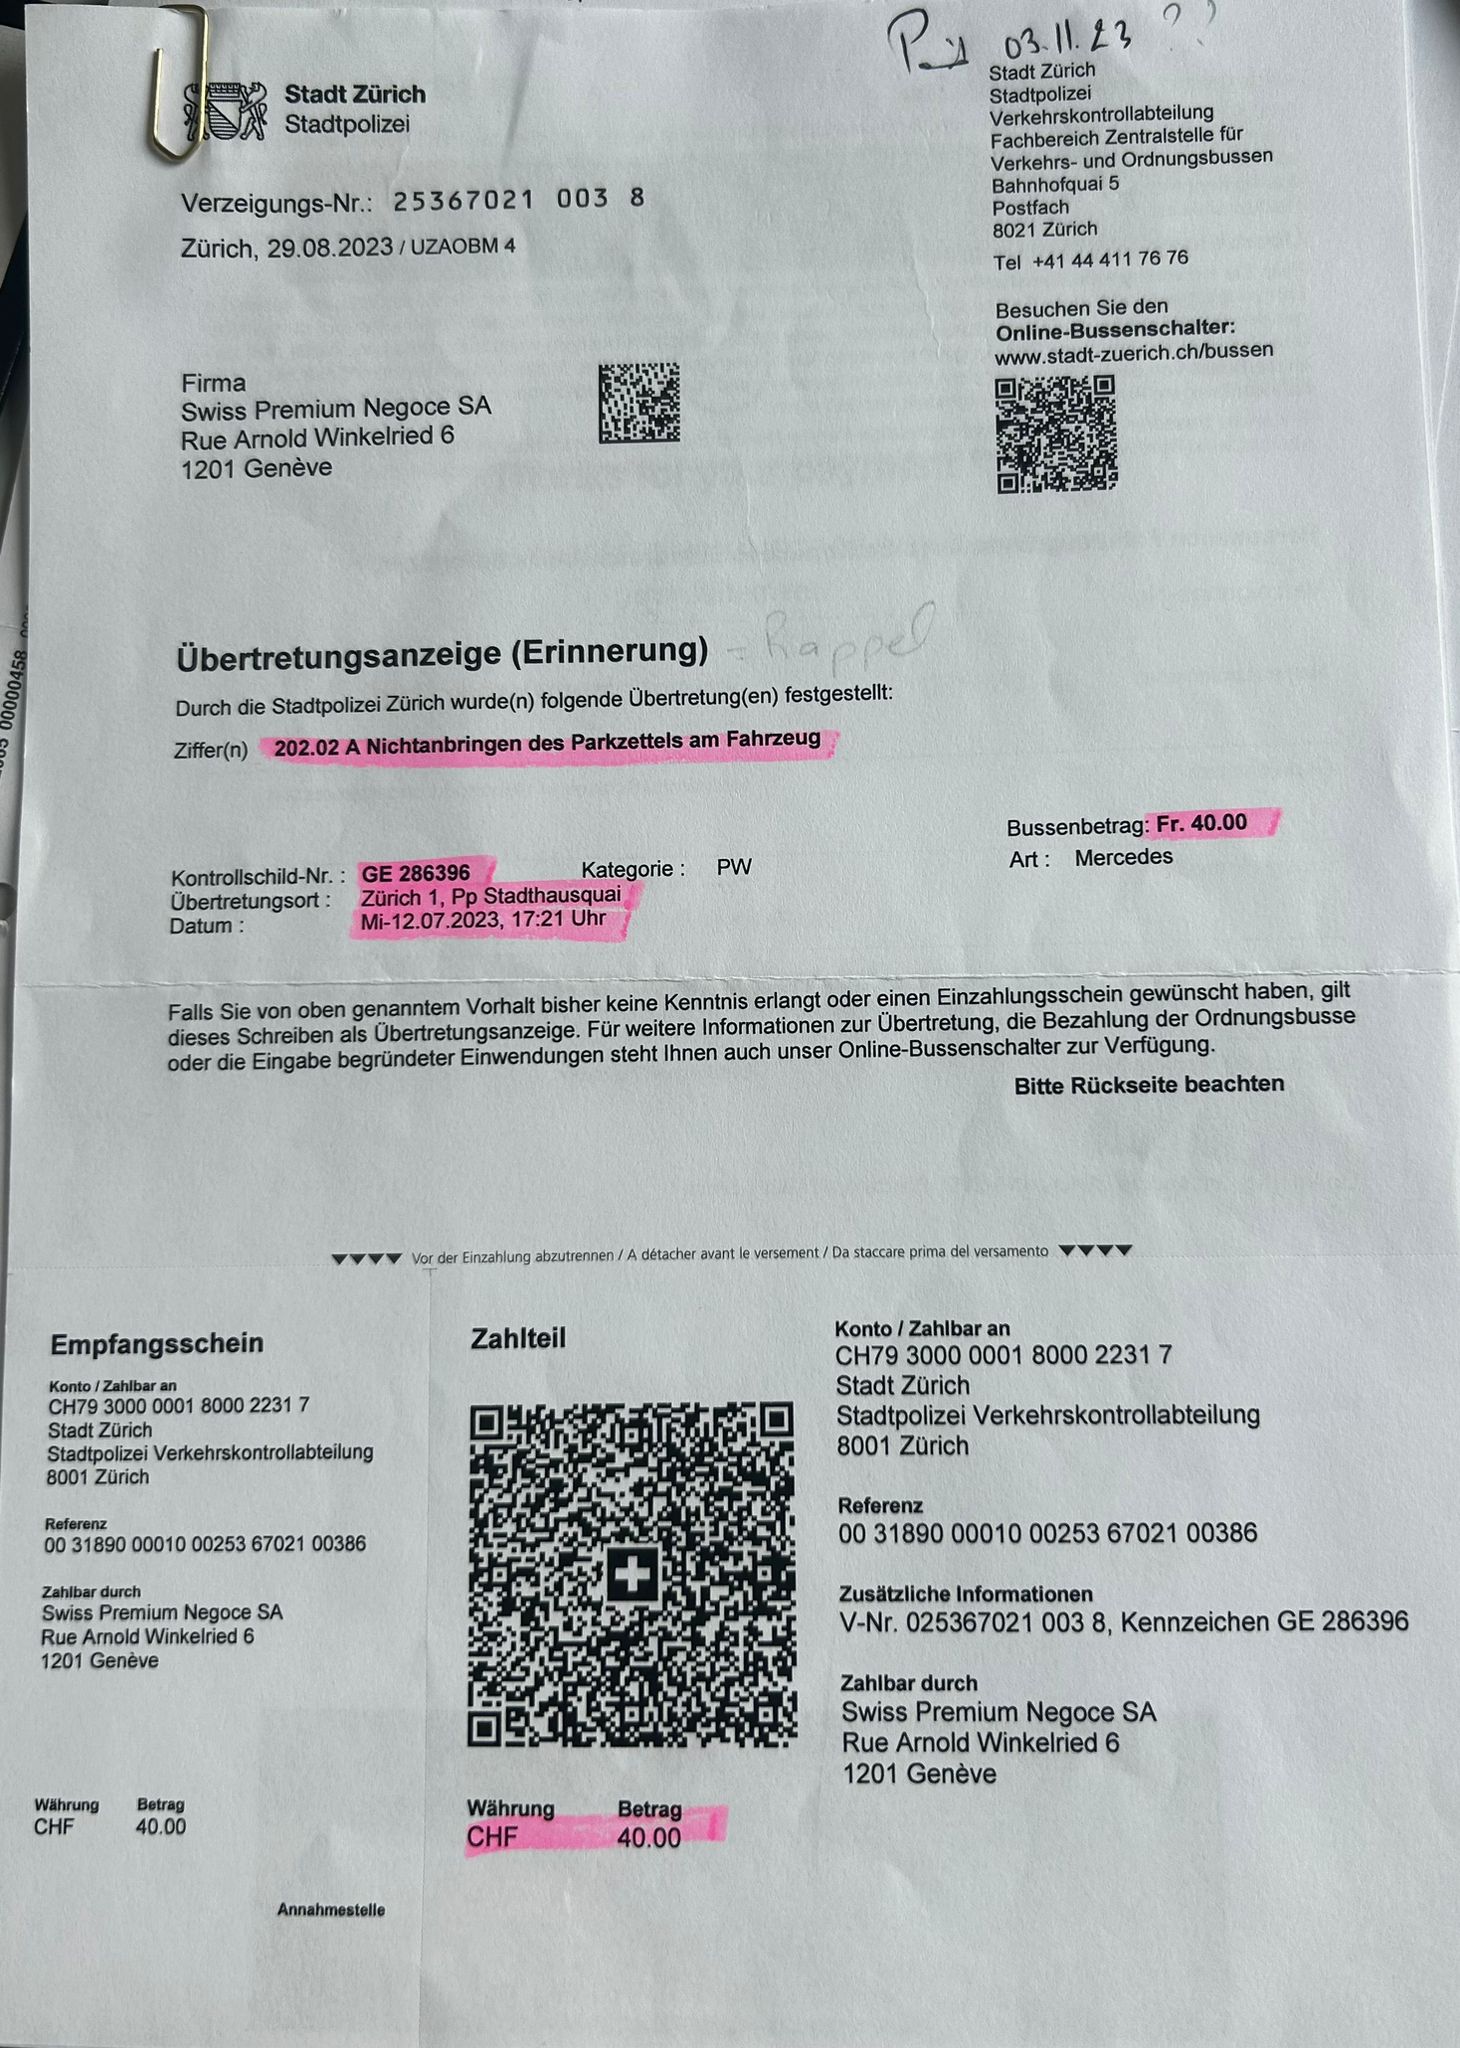 03.11.23 ??
Stadt Zürich
Stadtpolizei
Stadt Zürich
Stadtpolizei
Verkehrskontrollabteilung
Fachbereich Zentralstelle für
Verkehrs- und Ordnungsbussen
Bahnhofquai 5
Postfach
8021 Zürich
Tel +41 44 411 76 76
Verzeigungs-Nr.: 25367021 003 8
Zürich, 29.08.2023 / UZAOBM 4
Besuchen Sie den
Online-Bussenschalter:
www.stadt-zuerich.ch/bussen
Firma
Swiss Premium Negoce SA
Rue Arnold Winkelried 6
1201 Genève
Übertretungsanzeige (Erinnerung) = Rappel
Durch die Stadtpolizei Zürich wurde(n) folgende Übertretung(en) festgestellt:
Ziffer(n) 202.02 A Nichtanbringen des Parkzettels am Fahrzeug
Bussenbetrag: Fr. 40.00
Kontrollschild-Nr. : GE 286396 Kategorie : PW Art : Mercedes
Übertretungsort : Zürich 1, Pp Stadthausquai
Datum : Mi-12.07.2023, 17:21 Uhr
Falls Sie von oben genanntem Vorhalt bisher keine Kenntnis erlangt oder einen Einzahlungsschein gewünscht haben, gilt
dieses Schreiben als Übertretungsanzeige. Für weitere Informationen zur Übertretung, die Bezahlung der Ordnungsbusse
oder die Eingabe begründeter Einwendungen steht Ihnen auch unser Online-Bussenschalter zur Verfügung.
Bitte Rückseite beachten
Vor der Einzahlung abzutrennen / A détacher avant le versement / Da staccare prima del versamento
Empfangsschein
Konto / Zahlbar an
CH79 3000 0001 8000 2231 7
Stadt Zürich
Stadtpolizei Verkehrskontrollabteilung
8001 Zürich
Referenz
00 31890 00010 00253 67021 00386
Zahlbar durch
Swiss Premium Negoce SA
Rue Arnold Winkelried 6
1201 Genève
Währung Betrag
CHF 40.00
Annahmestelle
Zahlteil
Währung Betrag
CHF 40.00
Konto / Zahlbar an
CH79 3000 0001 8000 2231 7
Stadt Zürich
Stadtpolizei Verkehrskontrollabteilung
8001 Zürich
Referenz
00 31890 00010 00253 67021 00386
Zusätzliche Informationen
V-Nr. 025367021 003 8, Kennzeichen GE 286396
Zahlbar durch
Swiss Premium Negoce SA
Rue Arnold Winkelried 6
1201 Genève
00000458